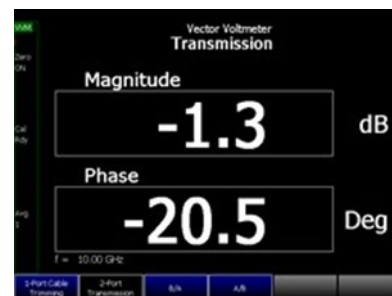 VVM
Vector Voltmeter
Transmission
Zero
ON
Magnitude
-1.3 dB
Cal
Rdy
Phase
-20.5 Deg
Avg
1
f = 10.00 GHz
1-Port Cable
Trimming
2-Port
Transmission
B/A
A/B